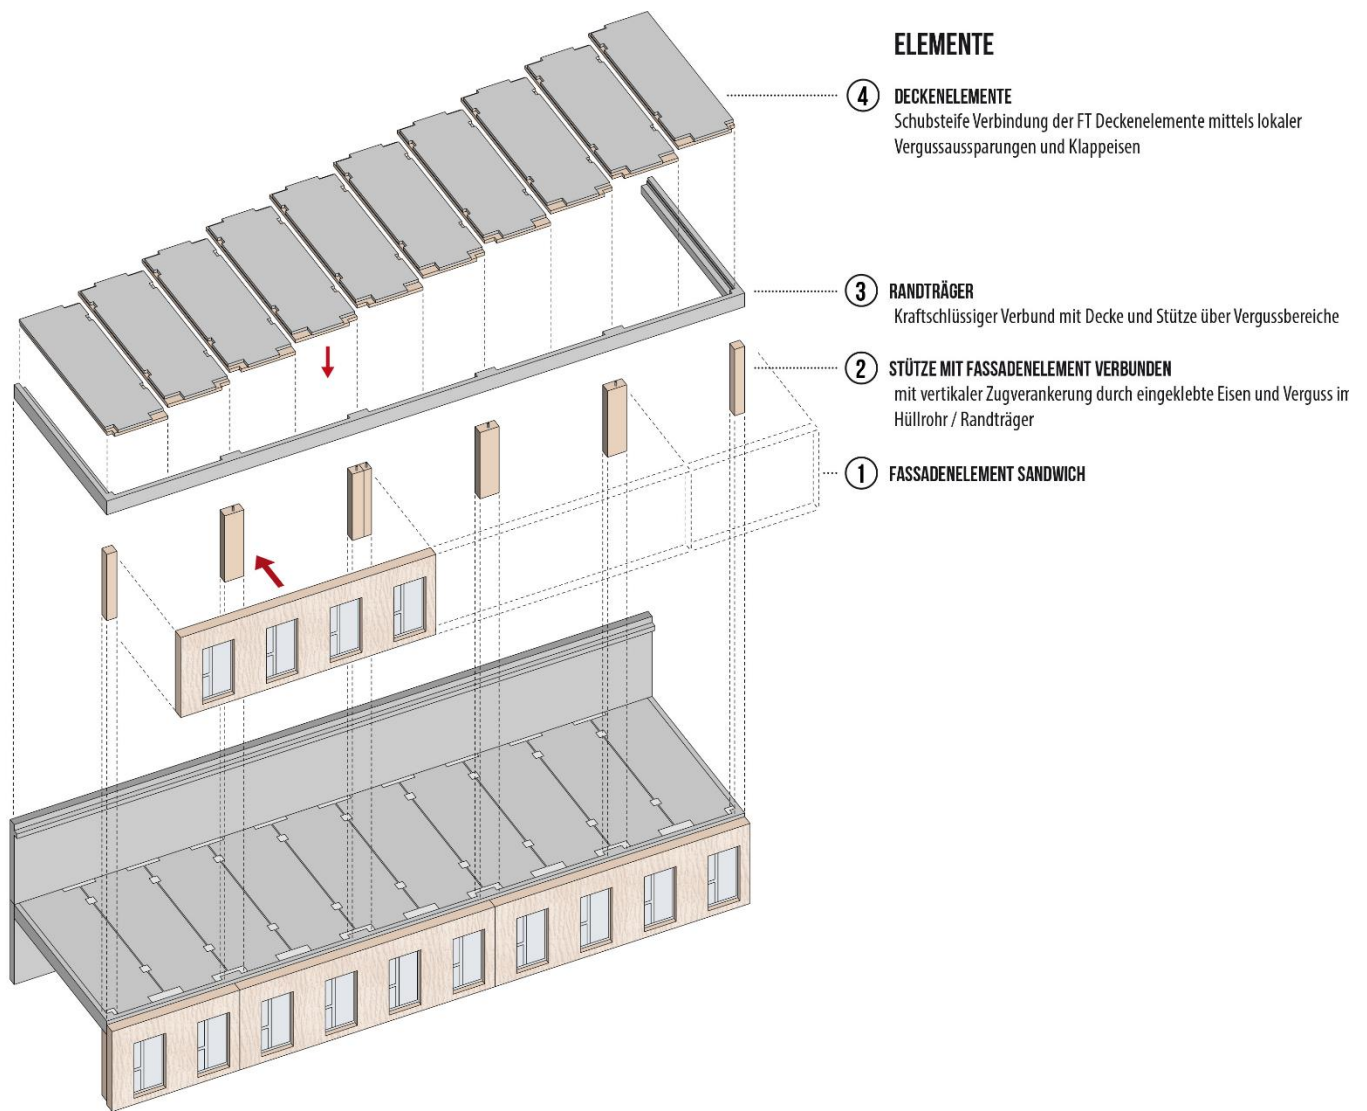 ELEMENTE
4 DECKENELEMENTE
Schubsteife Verbindung der FT Deckenelemente mittels lokaler
Vergussaussparungen und Klappeisen
3 RANDTRÄGER
Kraftschlüssiger Verbund mit Decke und Stütze über Vergussbereiche
2 STÜTZE MIT FASSADENELEMENT VERBUNDEN
mit vertikaler Zugverankerung durch eingeklebte Eisen und Verguss im
Hüllrohr / Randträger
1 FASSADENELEMENT SANDWICH